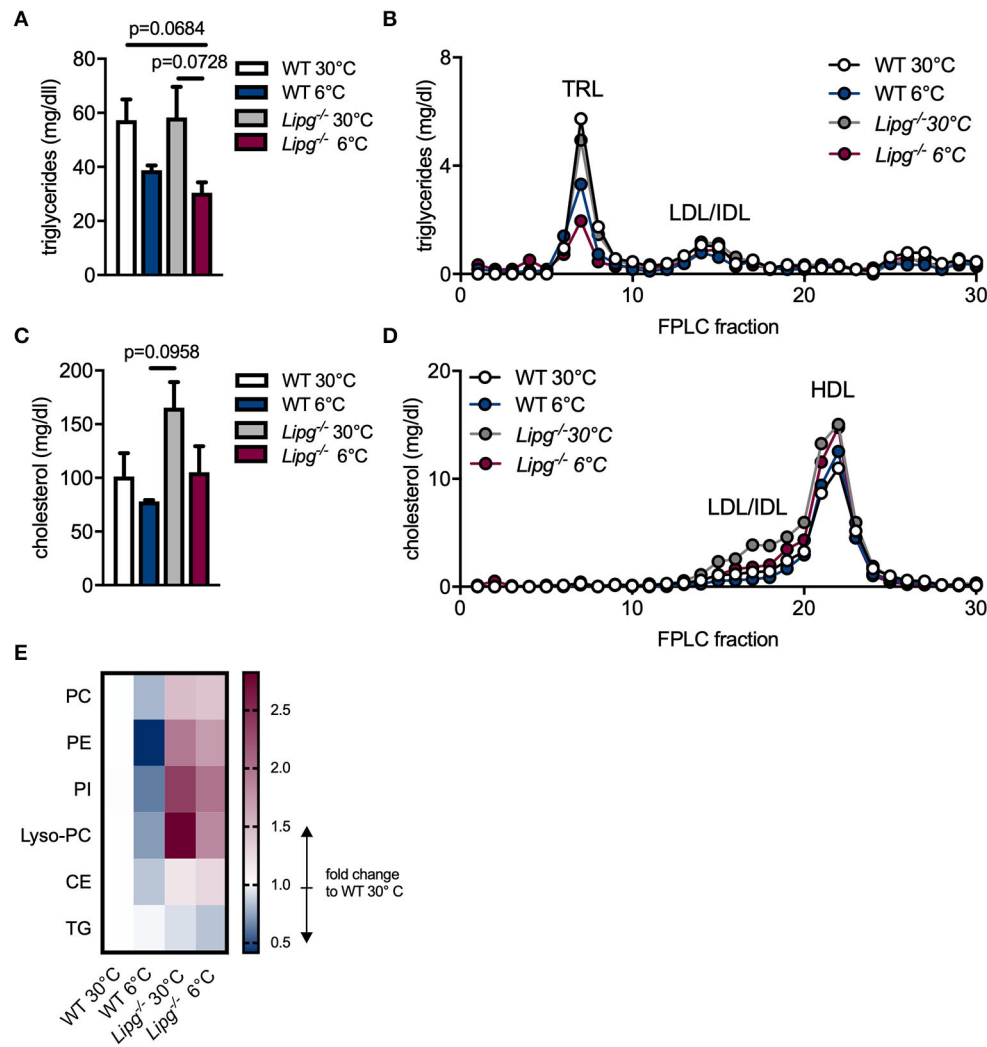 A
p=0.0684
p=0.0728
80
60
40
20
0
triglycerides (mg/dll)
WT 30°C
WT 6°C
Lipg-/- 30°C
Lipg-/- 6°C
B
8
4
0
triglycerides (mg/dl)
TRL
LDL/IDL
WT 30°C
WT 6°C
Lipg-/-30°C
Lipg-/- 6°C
0
10
20
30
FPLC fraction
C
p=0.0958
200
150
100
50
0
cholesterol (mg/dl)
WT 30°C
WT 6°C
Lipg-/- 30°C
Lipg-/- 6°C
D
20
10
0
cholesterol (mg/dl)
WT 30°C
WT 6°C
Lipg-/-30°C
Lipg-/- 6°C
LDL/IDL
HDL
0
10
20
30
FPLC fraction
E
PC
PE
PI
Lyso-PC
CE
TG
WT 30°C
WT 6°C
Lipg-/- 30°C
Lipg-/- 6°C
2.5
2.0
1.5
1.0
0.5
fold change
to WT 30° C